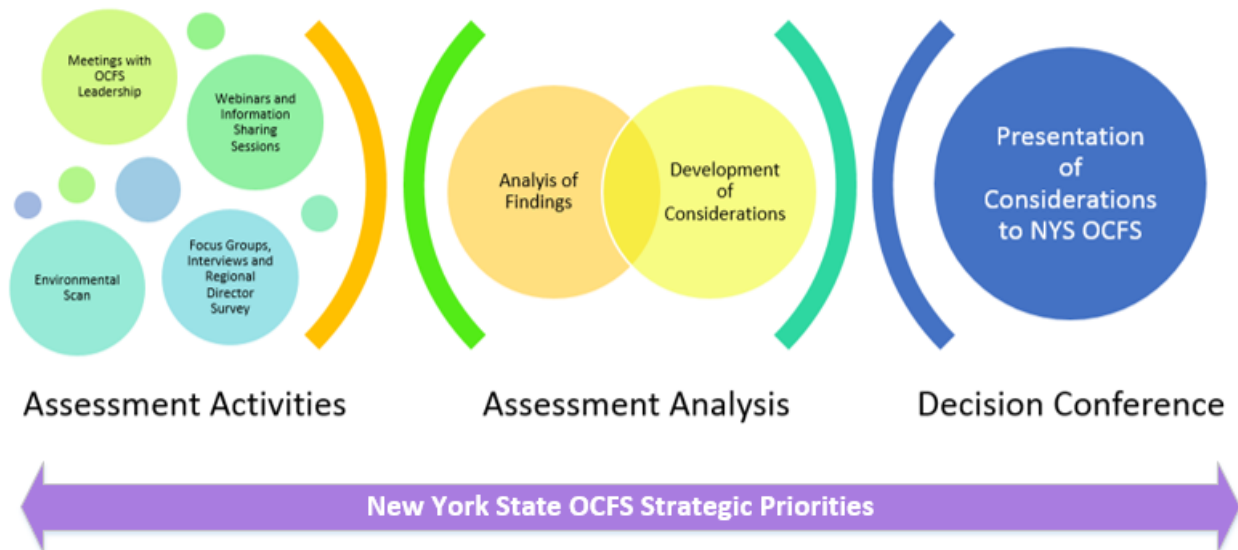 Meetings with
OCFS
Leadership
Webinars and
Information
Sharing
Sessions
Environmental
Scan
Focus Groups,
Interviews and
Regional
Director
Survey
Analyis of
Findings
Development
of
Considerations
Presentation
of
Considerations
to NYS OCFS
Assessment Activities
Assessment Analysis
Decision Conference
New York State OCFS Strategic Priorities